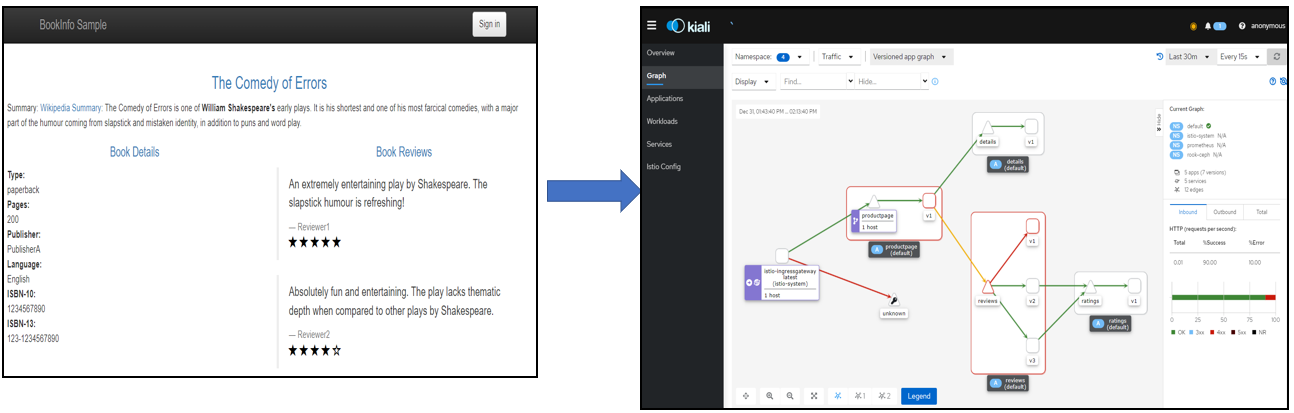 BookInfo Sample
Sign in
The Comedy of Errors
Summary: Wikipedia Summary: The Comedy of Errors is one of William Shakespeare's early plays. It is his shortest and one of his most farcical comedies, with a major
part of the humour coming from slapstick and mistaken identity, in addition to puns and word play.
Book Details
Type:
paperback
Pages:
200
Publisher:
PublisherA
Language:
English
ISBN-10:
1234567890
ISBN-13:
123-1234567890
Book Reviews
An extremely entertaining play by Shakespeare. The
slapstick humour is refreshing!
— Reviewer1
★★★★★
Absolutely fun and entertaining. The play lacks thematic
depth when compared to other plays by Shakespeare.
— Reviewer2
★★★★☆
kiali
1
anonymous
Overview
Graph
Applications
Workloads
Services
Istio Config
Namespace: 4
Traffic
Versioned app graph
Last 30m
Every 15s
Display
Find...
Hide...
Dec 31, 01:43:40 PM ... 02:13:40 PM
Hide
details
v1
A details
(default)
productpage
1 host
v1
A productpage
(default)
istio-ingressgateway
latest
(istio-system)
1 host
unknown
v1
reviews
v2
v3
A reviews
(default)
ratings
v1
A ratings
(default)
1
2
Legend
Current Graph:
NS default
NS istio-system N/A
NS prometheus N/A
NS rook-ceph N/A
5 apps (7 versions)
5 services
12 edges
Inbound
Outbound
Total
HTTP (requests per second):
Total %Success %Error
0.01 90.00 10.00
0 25 50 75 100
OK 3xx 4xx 5xx NR